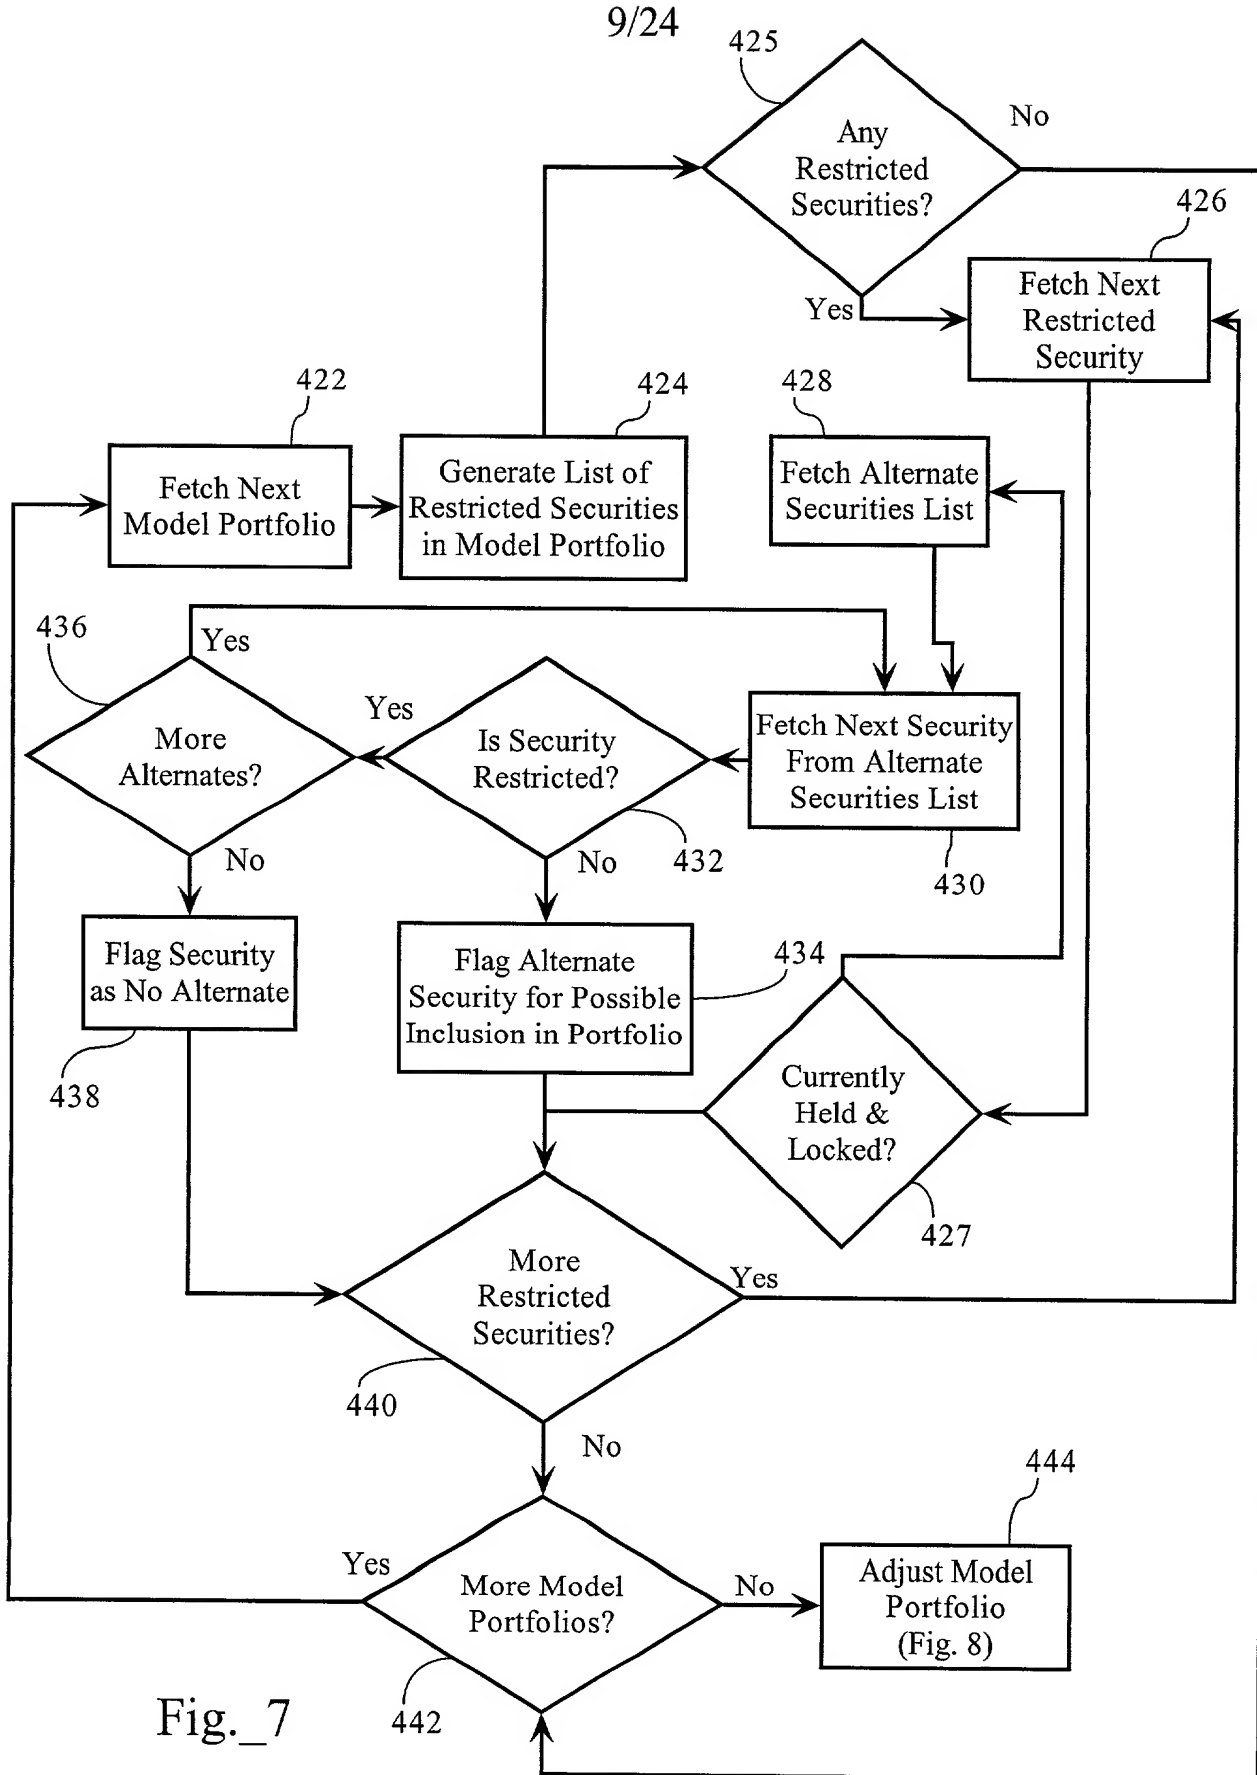 9/24
425
Any
Restricted
Securities?
No
Yes
426
Fetch Next
Restricted
Security
422
Fetch Next
Model Portfolio
424
Generate List of
Restricted Securities
in Model Portfolio
428
Fetch Alternate
Securities List
436
Yes
More
Alternates?
No
Yes
Is Security
Restricted?
432
No
Fetch Next Security
From Alternate
Securities List
430
Flag Security
as No Alternate
438
Flag Alternate
Security for Possible
Inclusion in Portfolio
434
Currently
Held &
Locked?
427
More
Restricted
Securities?
Yes
440
No
Yes
More Model
Portfolios?
No
442
444
Adjust Model
Portfolio
(Fig. 8)
Fig._7